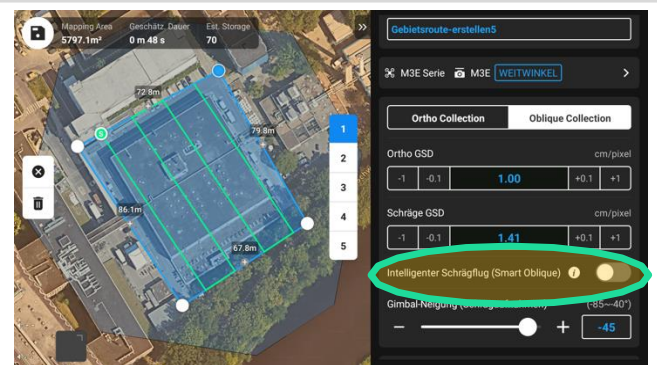 Mapping Area
5797.1m²
Geschätz. Dauer
0 m 48 s
Est. Storage
70
72.8m
79.8m
86.1m
67.8m
S
1
2
3
4
5
Gebietsroute-erstellen5
M3E Serie M3E WEITWINKEL
Ortho Collection Oblique Collection
Ortho GSD cm/pixel
-1 -0.1 1.00 +0.1 +1
Schräge GSD cm/pixel
-1 -0.1 1.41 +0.1 +1
Intelligenter Schrägflug (Smart Oblique)
Gimbal-Neigung (-85~-40°)
-45